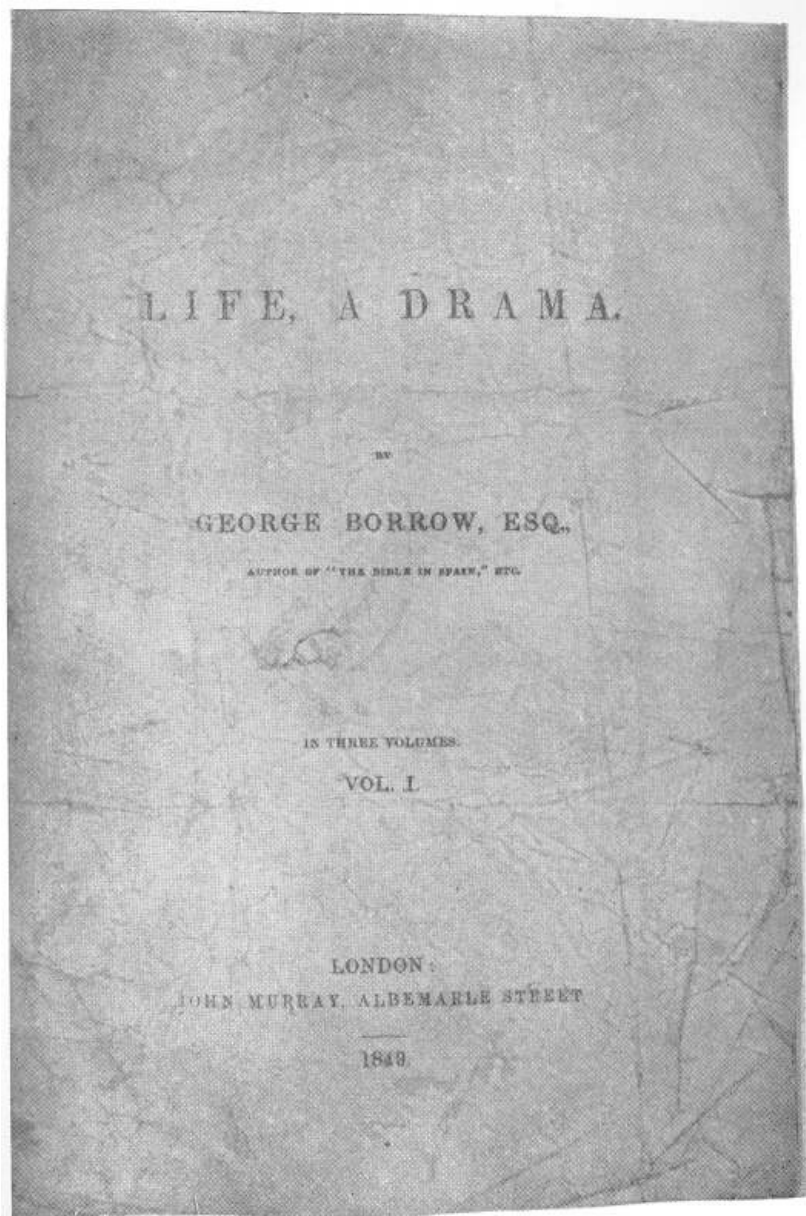 LIFE, A DRAMA.
BY
GEORGE BORROW, ESQ.,
AUTHOR OF "THE BIBLE IN SPAIN," ETC.
IN THREE VOLUMES.
VOL. I.
LONDON:
JOHN MURRAY, ALBEMARLE STREET
1849.